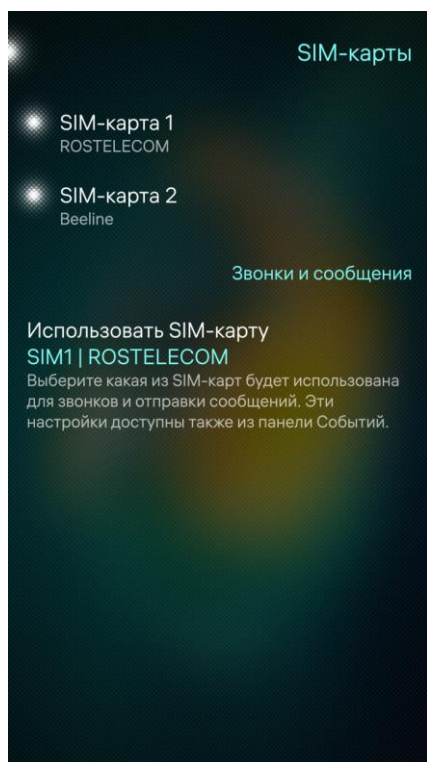 SIM-карты
SIM-карта 1
ROSTELECOM
SIM-карта 2
Beeline
Звонки и сообщения
Использовать SIM-карту
SIM1 | ROSTELECOM
Выберите какая из SIM-карт будет использована
для звонков и отправки сообщений. Эти
настройки доступны также из панели Событий.